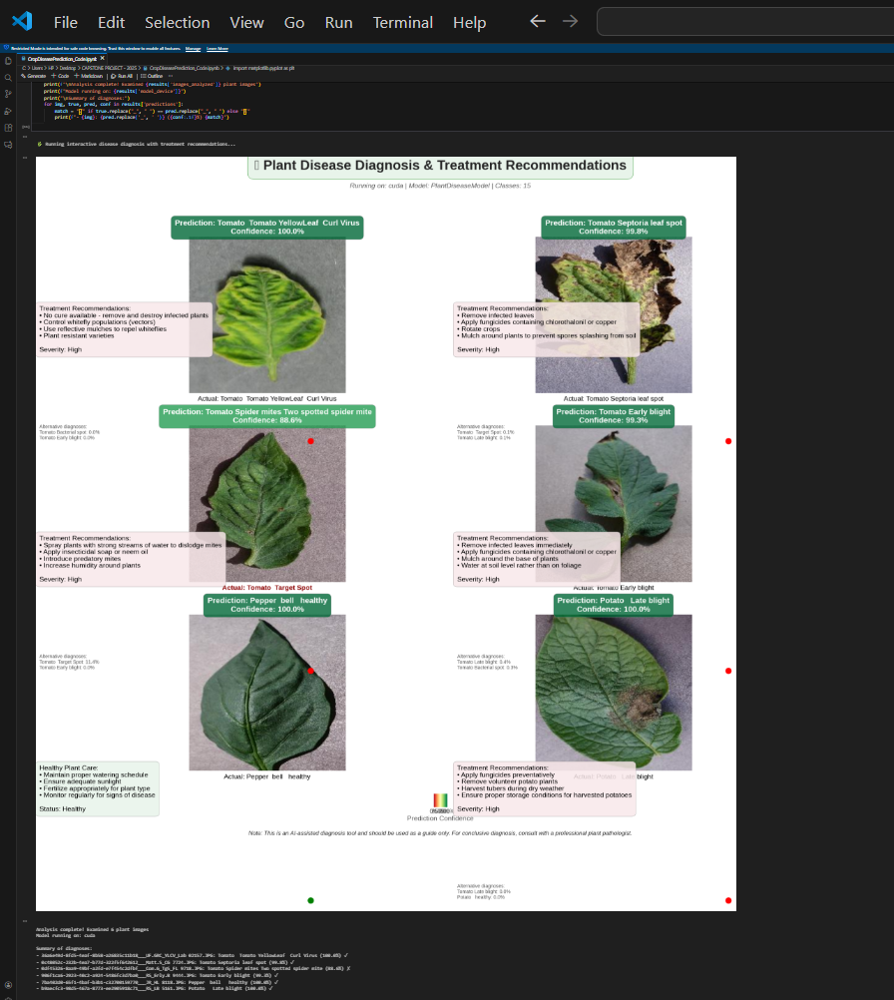 File Edit Selection View Go Run Terminal Help
Restricted Mode is intended for safe code browsing. Trust this window to enable all features. Manage Learn More
CropDiseasePrediction_Code.ipynb
C: > Users > HP > Desktop > CAPSTONE PROJECT - 2025 > CropDiseasePrediction_Code.ipynb > import matplotlib.pyplot as plt
Generate + Code + Markdown | Run All | Outline ...
print(f"\nAnalysis complete! Examined {results['images_analyzed']} plant images")
print(f"Model running on: {results['model_device']}")
print("\nSummary of diagnoses:")
for img, true, pred, conf in results['predictions']:
match = "" if true.replace("_", " ") == pred.replace("_", " ") else ""
print(f"- {img}: {pred.replace('_', ' ')} ({conf:.1f}%) {match}")
Running interactive disease diagnosis with treatment recommendations...
Plant Disease Diagnosis & Treatment Recommendations
Running on: cuda | Model: PlantDiseaseModel | Classes: 15
Prediction: Tomato Tomato YellowLeaf Curl Virus
Confidence: 100.0%
Treatment Recommendations:
• No cure available - remove and destroy infected plants
• Control whitefly populations (vectors)
• Use reflective mulches to repel whiteflies
• Plant resistant varieties
Severity: High
Actual: Tomato Tomato YellowLeaf Curl Virus
Prediction: Tomato Septoria leaf spot
Confidence: 99.8%
Treatment Recommendations:
• Remove infected leaves
• Apply fungicides containing chlorothalonil or copper
• Rotate crops
• Mulch around plants to prevent spores splashing from soil
Severity: High
Actual: Tomato Septoria leaf spot
Alternative diagnoses:
Tomato Bacterial spot: 0.0%
Tomato Early blight: 0.0%
Prediction: Tomato Spider mites Two spotted spider mite
Confidence: 88.6%
Treatment Recommendations:
• Spray plants with strong streams of water to dislodge mites
• Apply insecticidal soap or neem oil
• Introduce predatory mites
• Increase humidity around plants
Severity: High
Actual: Tomato Target Spot
Alternative diagnoses:
Tomato Target Spot: 0.1%
Tomato Late blight: 0.1%
Prediction: Tomato Early blight
Confidence: 99.3%
Treatment Recommendations:
• Remove infected leaves immediately
• Apply fungicides containing chlorothalonil or copper
• Mulch around the base of plants
• Water at soil level rather than on foliage
Severity: High
Actual: Tomato Early blight
Alternative diagnoses:
Tomato Target Spot: 11.4%
Tomato Early blight: 0.0%
Prediction: Pepper bell healthy
Confidence: 100.0%
Actual: Pepper bell healthy
Healthy Plant Care:
• Maintain proper watering schedule
• Ensure adequate sunlight
• Fertilize appropriately for plant type
• Monitor regularly for signs of disease
Status: Healthy
Alternative diagnoses:
Tomato Late blight: 0.4%
Tomato Bacterial spot: 0.3%
Prediction: Potato Late blight
Confidence: 100.0%
Actual: Potato Late blight
Treatment Recommendations:
• Apply fungicides preventatively
• Remove volunteer potato plants
• Harvest tubers during dry weather
• Ensure proper storage conditions for harvested potatoes
Severity: High
Prediction Confidence
Note: This is an AI-assisted diagnosis tool and should be used as a guide only. For conclusive diagnosis, consult with a professional plant pathologist.
Alternative diagnoses:
Tomato Late blight: 0.0%
Potato healthy: 0.0%
Analysis complete! Examined 6 plant images
Model running on: cuda
Summary of diagnoses:
Tomato Tomato YellowLeaf Curl Virus (100.0%) ✓
Tomato Septoria leaf spot (99.8%) ✓
Tomato Spider mites Two spotted spider mite (88.6%) ✗
Tomato Early blight (99.3%) ✓
Pepper bell healthy (100.0%) ✓
Potato Late blight (100.0%) ✓